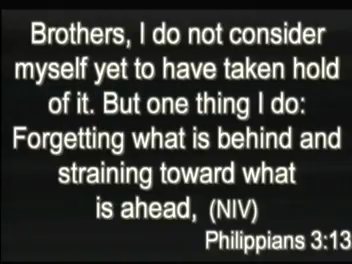 Brothers, I do not consider
myself yet to have taken hold
of it. But one thing I do:
Forgetting what is behind and
straining toward what
is ahead, (NIV)
Philippians 3:13